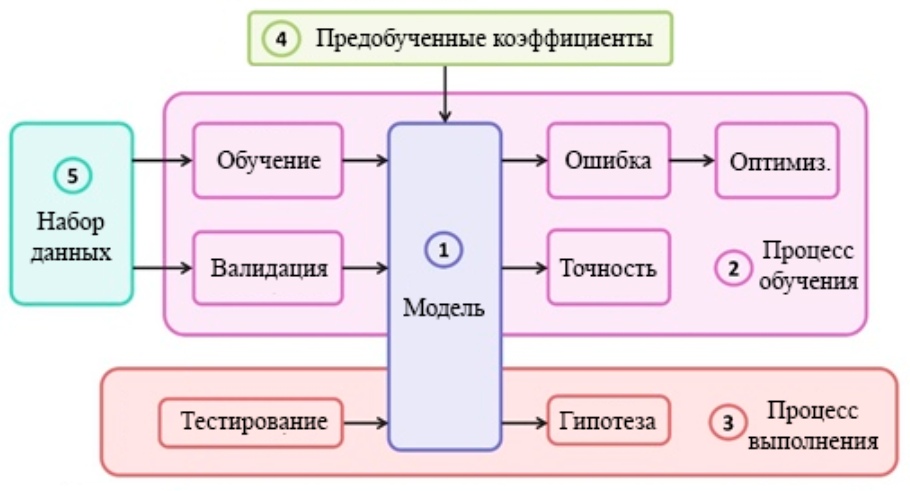 4 Предобученные коэффициенты
5
Набор
данных
Обучение
Валидация
1
Модель
Ошибка
Оптимиз.
Точность
2 Процесс
обучения
Тестирование
Гипотеза
3 Процесс
выполнения